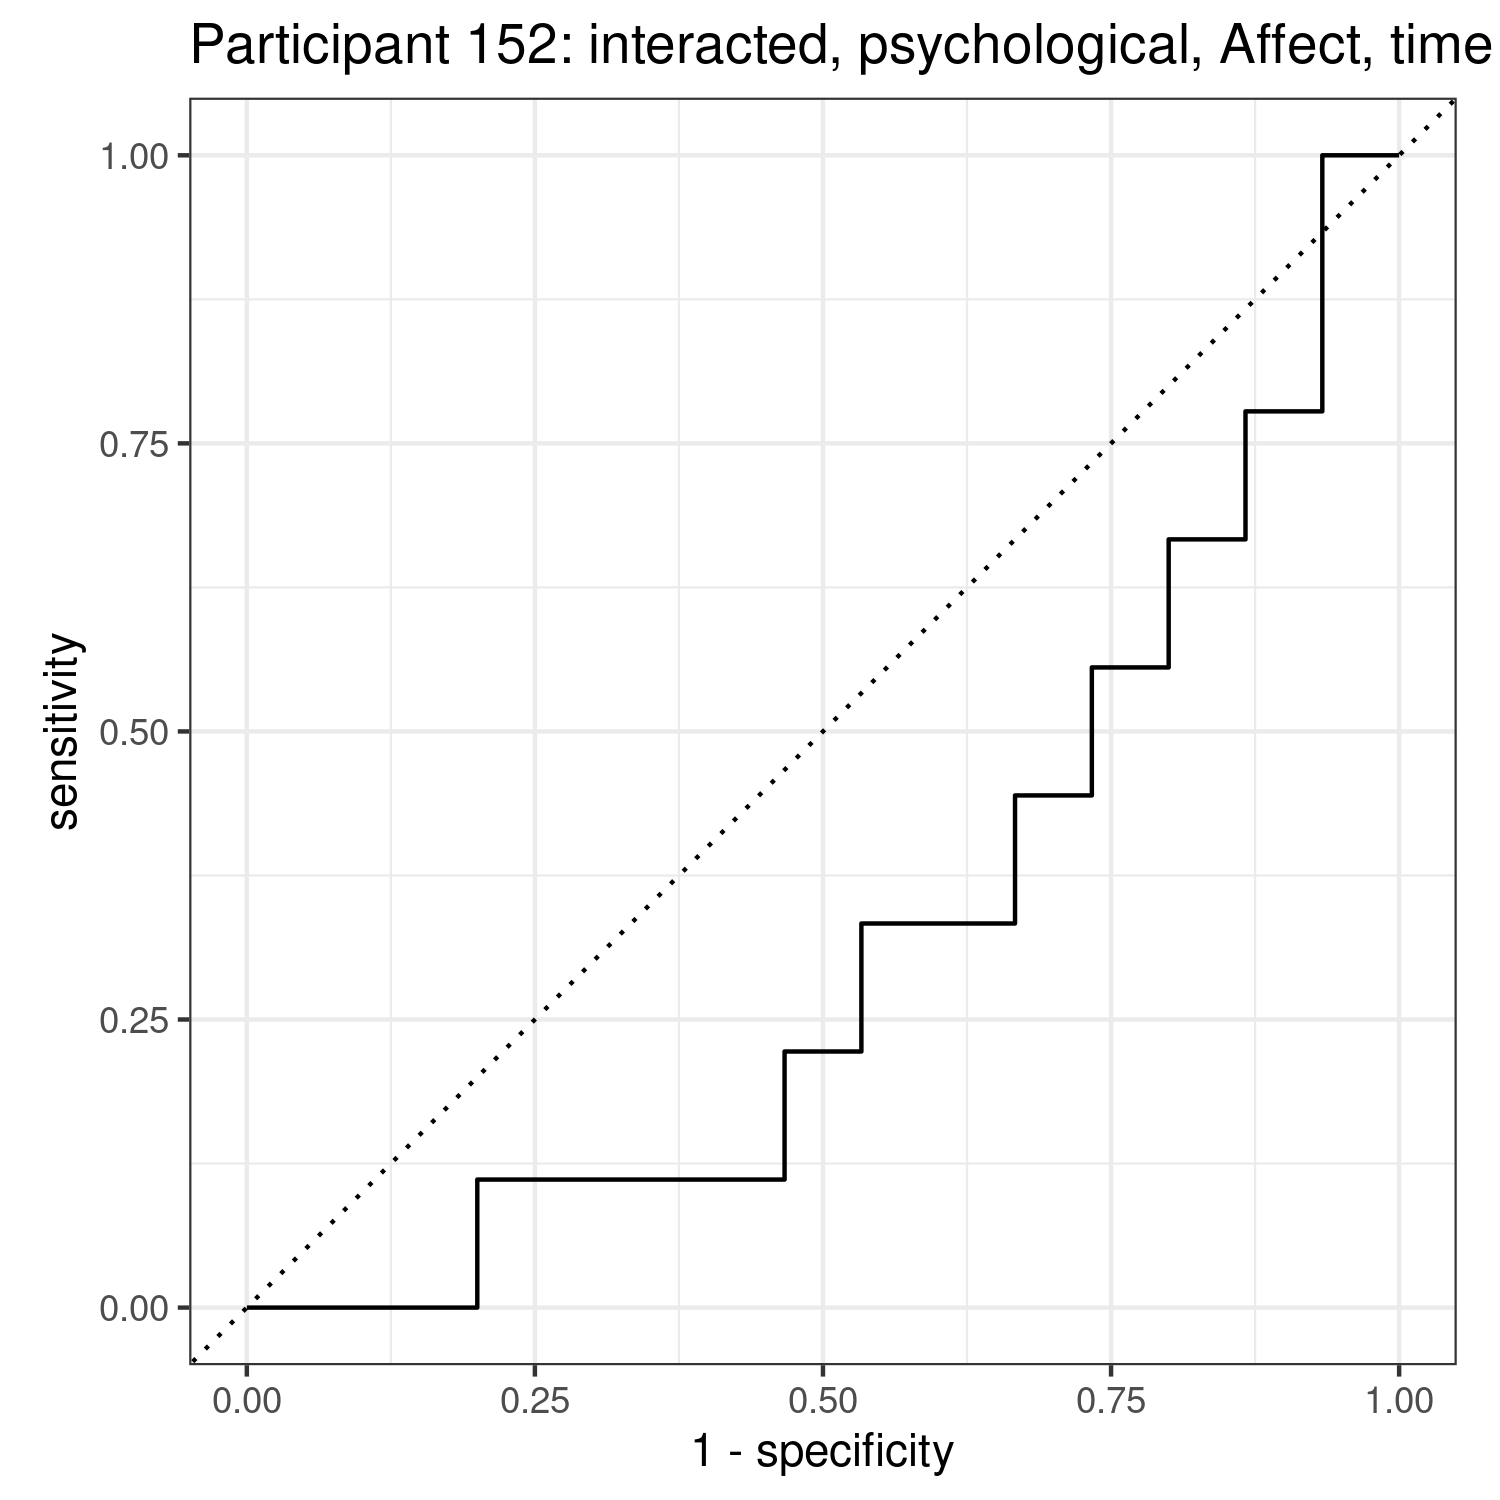 Participant 152: interacted, psychological, Affect, time
1.00
0.75
0.50
0.25
0.00
sensitivity
0.00 0.25 0.50 0.75 1.00
1 - specificity